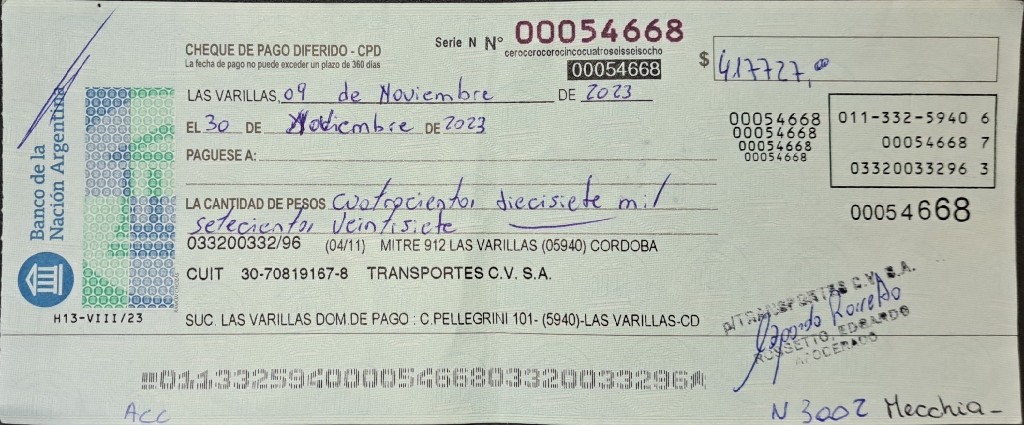 CHEQUE DE PAGO DIFERIDO - CPD
La fecha de pago no puede exceder un plazo de 360 días
Serie N Nº 00054668
cerocerocerocincocuatroseisseisocho
00054668
$ 417727,00
LAS VARILLAS, 09 de Noviembre DE 2023
EL 30 DE Noviembre DE 2023
PAGUESE A:
00054668
00054668
00054668
00054668
011-332-5940 6
00054668 7
03320033296 3
LA CANTIDAD DE PESOS cuatrocientos diecisiete mil
setecientos veintisiete
00054668
033200332/96 (04/11) MITRE 912 LAS VARILLAS (05940) CORDOBA
CUIT 30-70819167-8 TRANSPORTES C.V. S.A.
SUC. LAS VARILLAS DOM.DE PAGO : C.PELLEGRINI 101- (5940)-LAS VARILLAS-CD
Banco de la
Nación Argentina
H13-VIII/23
p/TRANSPORTES C.V. S.A.
ROSSETTO, EDGARDO
APODERADO
01133259400005466803320033296
Acc
N 3002 Mecchia -